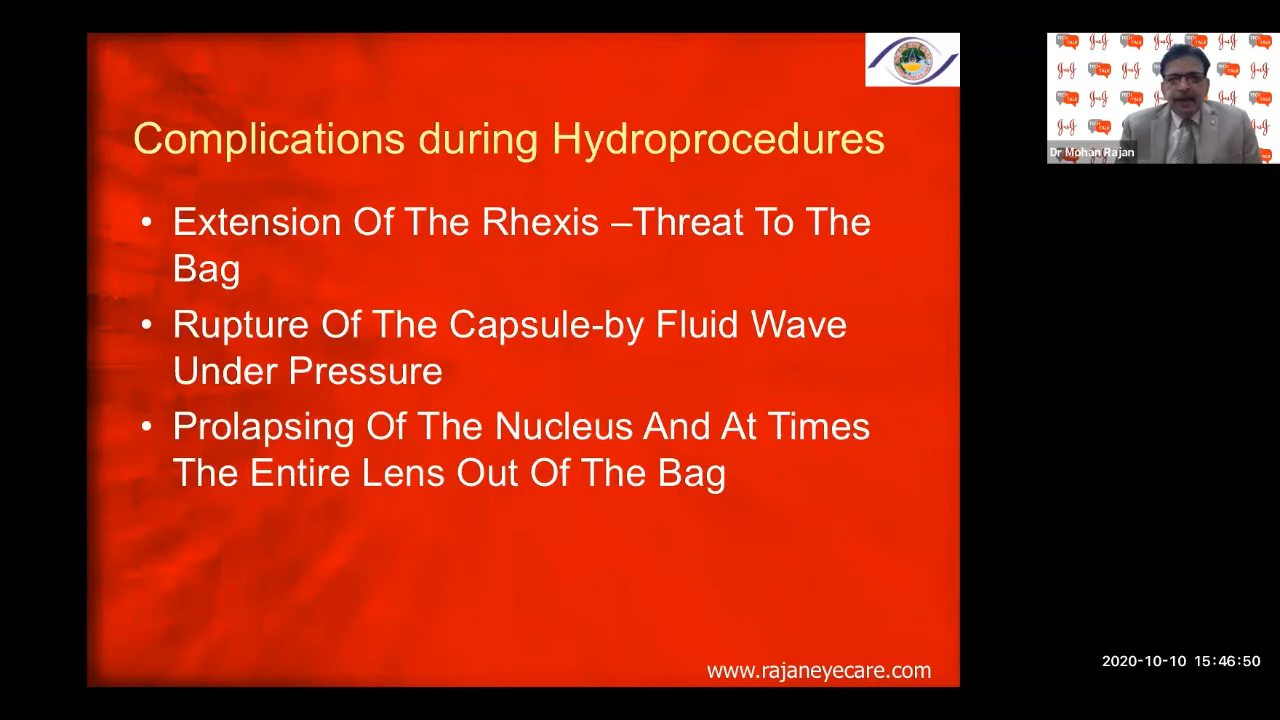 Complications during Hydroprocedures
• Extension Of The Rhexis –Threat To The
Bag
• Rupture Of The Capsule-by Fluid Wave
Under Pressure
• Prolapsing Of The Nucleus And At Times
The Entire Lens Out Of The Bag
www.rajaneyecare.com
TECH TALK
Dr Mohan Rajan
2020-10-10 15:46:50